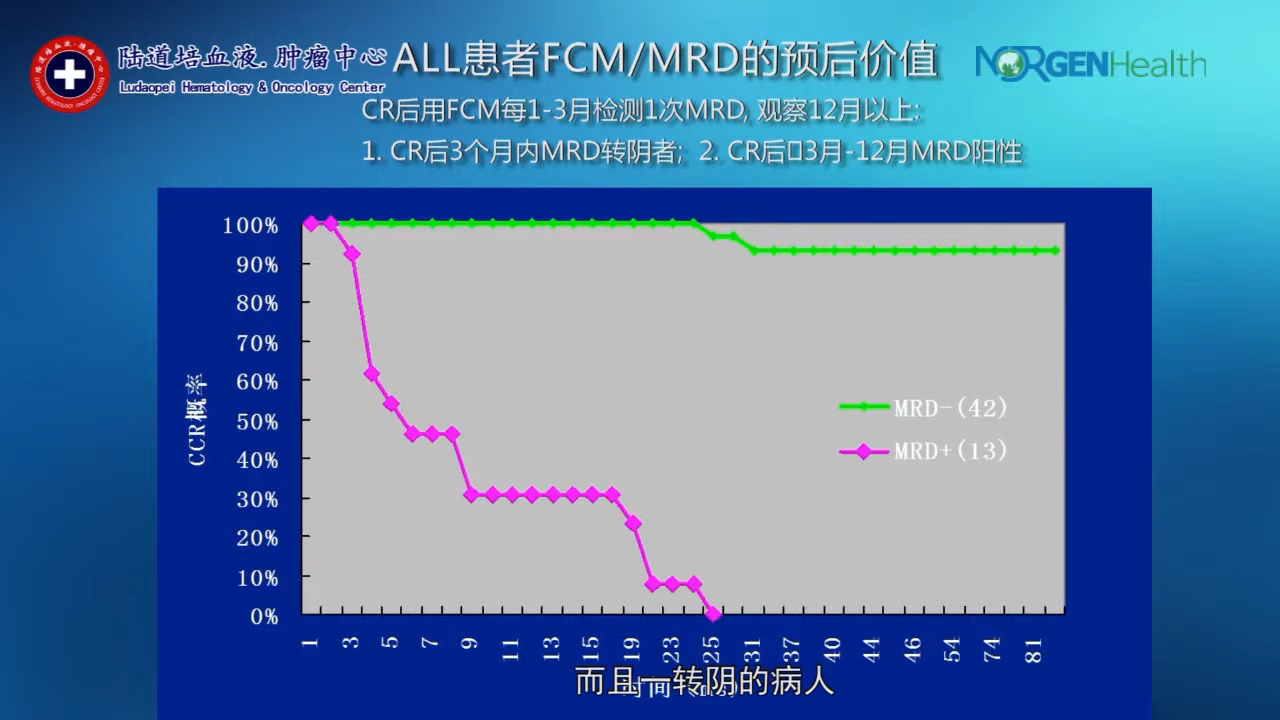 陆道培血液.肿瘤中心
Ludaopei Hematology & Oncology Center
ALL患者FCM/MRD的预后价值
NORGENHealth
CR后用FCM每1-3月检测1次MRD, 观察12月以上:
1. CR后3个月内MRD转阴者; 2. CR后▯3月-12月MRD阳性
100%
90%
80%
70%
60%
50%
40%
30%
20%
10%
0%
CCR概率
MRD-(42)
MRD+(13)
1 3 5 7 9 11 13 15 19 23 25 31 37 40 44 46 54 74 81
时间
而且一转阴的病人